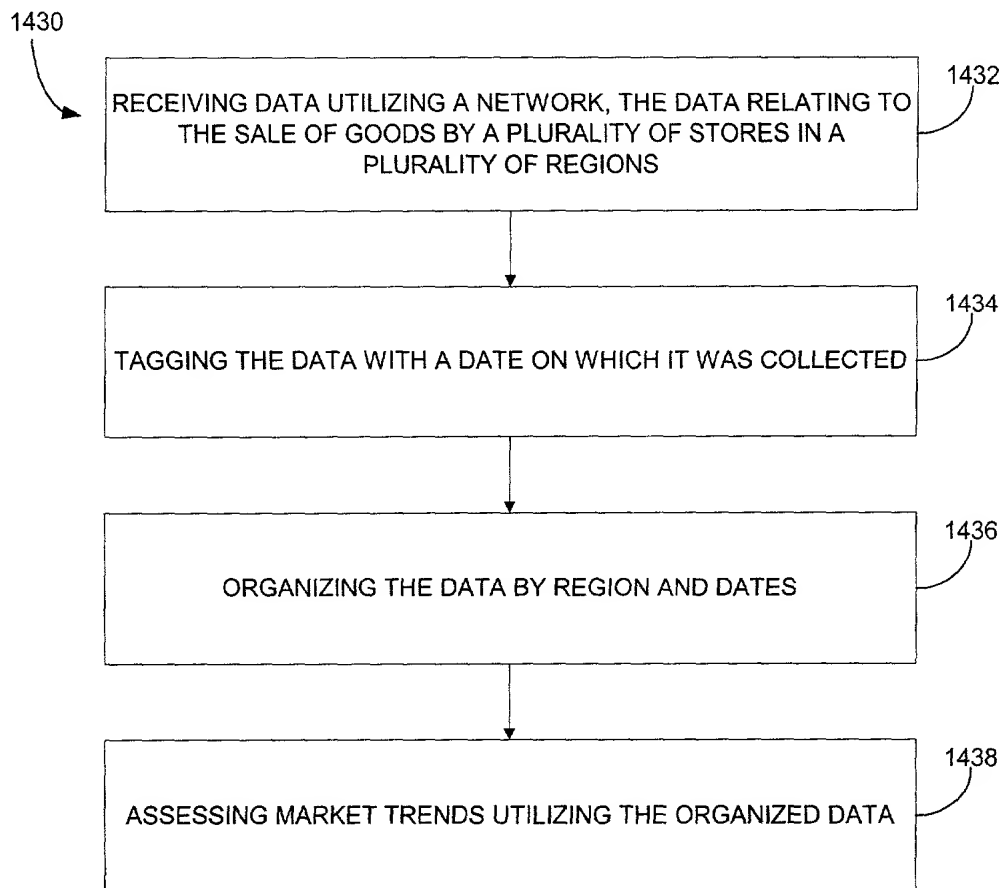 1430
1432
RECEIVING DATA UTILIZING A NETWORK, THE DATA RELATING TO
THE SALE OF GOODS BY A PLURALITY OF STORES IN A
PLURALITY OF REGIONS
1434
TAGGING THE DATA WITH A DATE ON WHICH IT WAS COLLECTED
1436
ORGANIZING THE DATA BY REGION AND DATES
1438
ASSESSING MARKET TRENDS UTILIZING THE ORGANIZED DATA